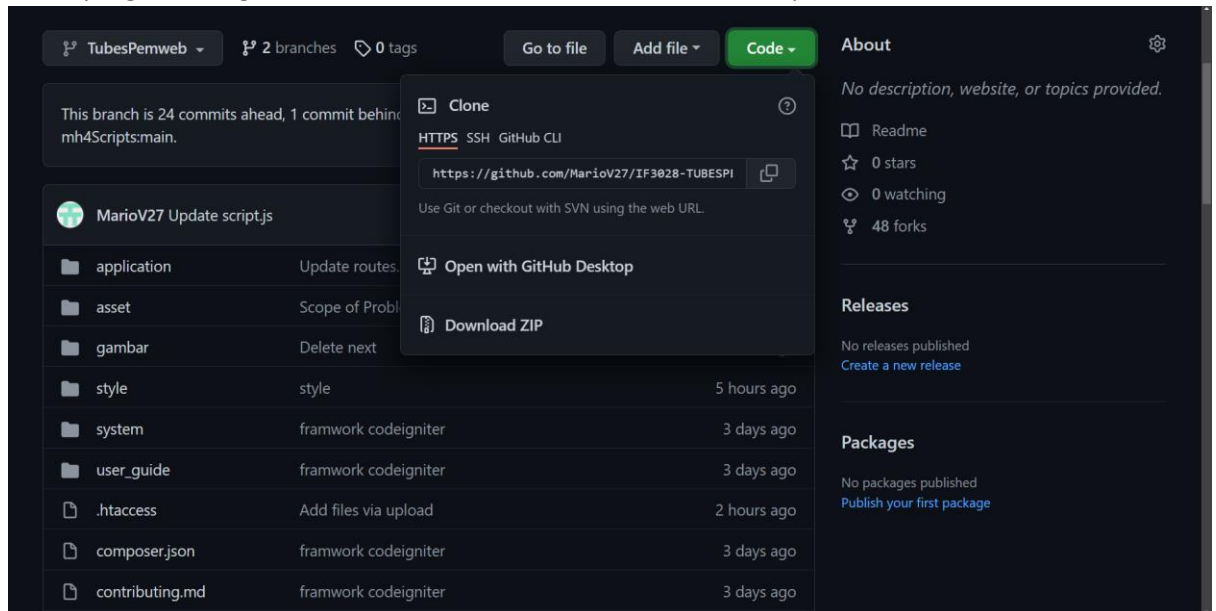 TubesPemweb
2 branches
0 tags
Go to file
Add file
Code
This branch is 24 commits ahead, 1 commit behind
mh4Scripts:main.
Clone
HTTPS SSH GitHub CLI
https://github.com/MarioV27/IF3028-TUBESP
Use Git or checkout with SVN using the web URL.
Open with GitHub Desktop
Download ZIP
MarioV27 Update script.js
application Update routes.
asset Scope of Probl
gambar Delete next
style style 5 hours ago
system framwork codeigniter 3 days ago
user_guide framwork codeigniter 3 days ago
.htaccess Add files via upload 2 hours ago
composer.json framwork codeigniter 3 days ago
contributing.md framwork codeigniter 3 days ago
About
No description, website, or topics provided.
Readme
0 stars
0 watching
48 forks
Releases
No releases published
Create a new release
Packages
No packages published
Publish your first package